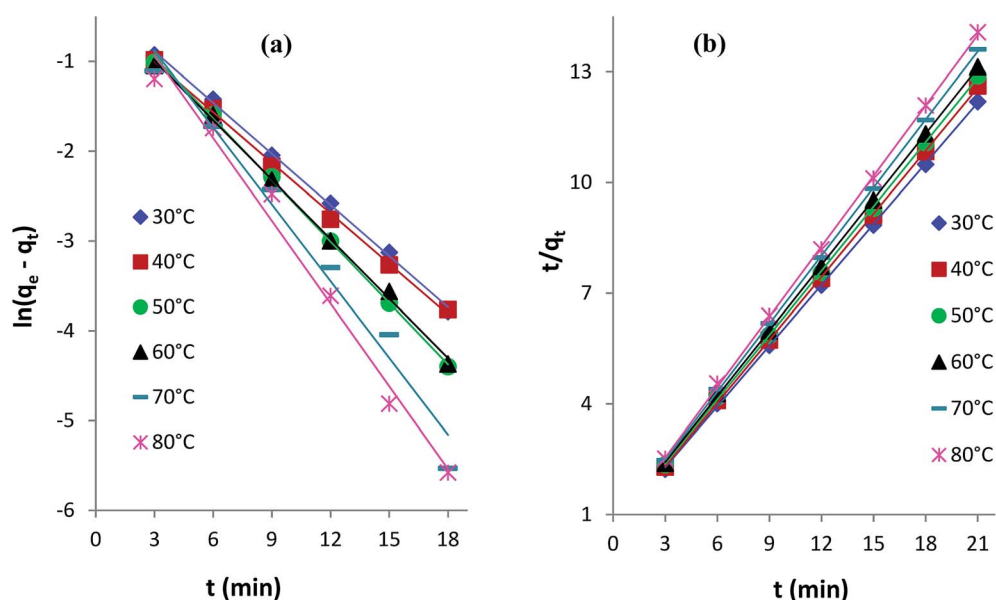 (a)
-1
-2
-3
-4
-5
-6
ln(qe - qt)
30°C
40°C
50°C
60°C
70°C
80°C
0 3 6 9 12 15 18
t (min)
(b)
13
10
7
4
1
t/qt
30°C
40°C
50°C
60°C
70°C
80°C
0 3 6 9 12 15 18 21
t (min)